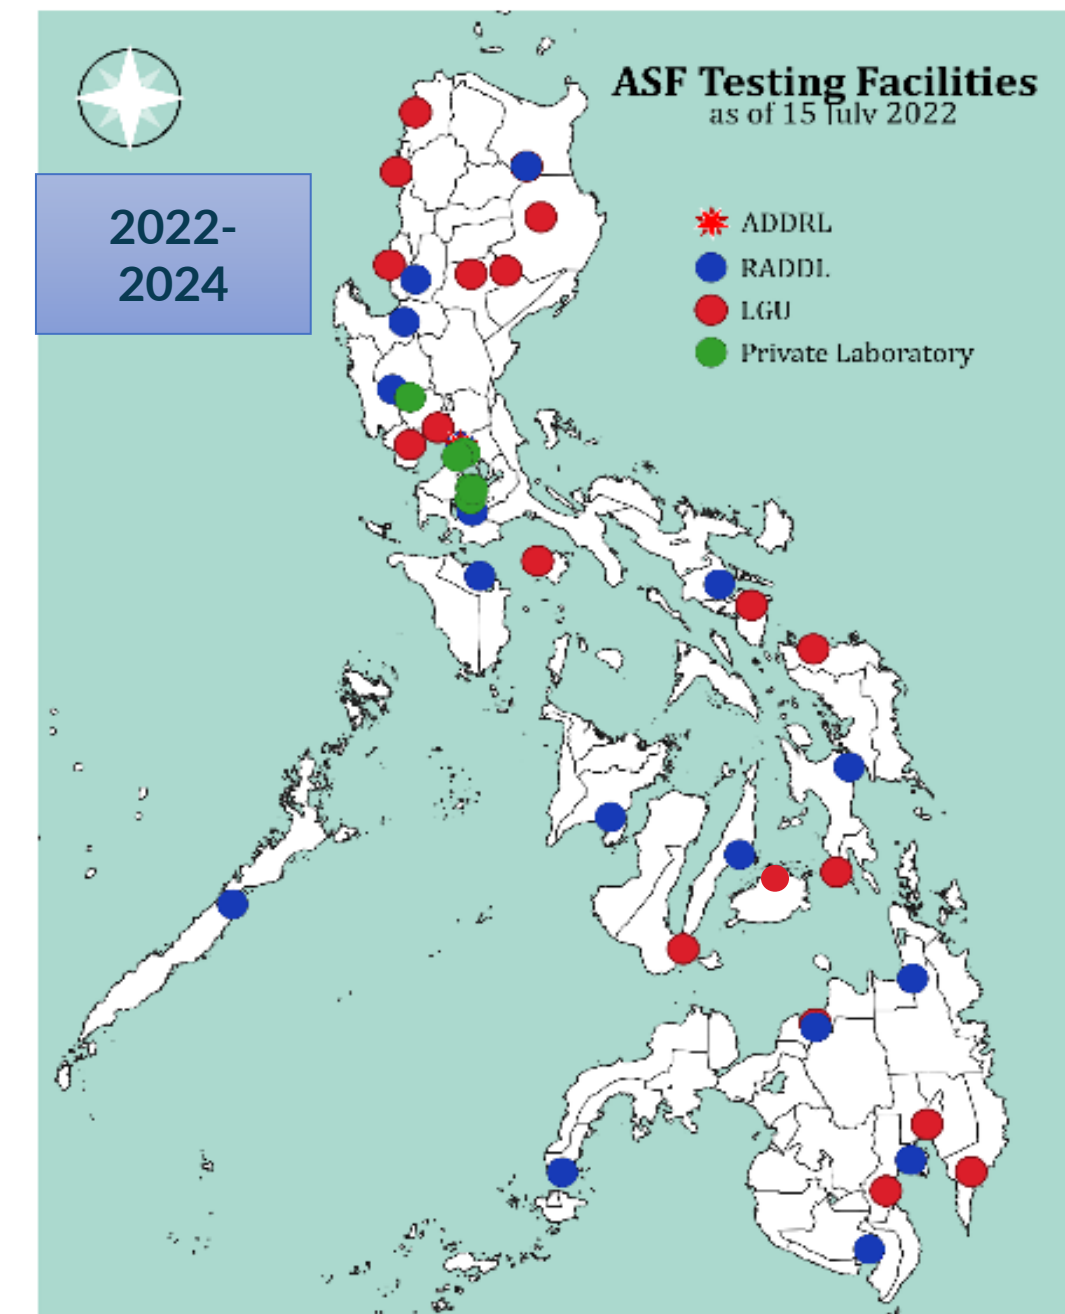 ASF Testing Facilities
as of 15 July 2022
2022-
2024
ADDRL
RADDL
LGU
Private Laboratory